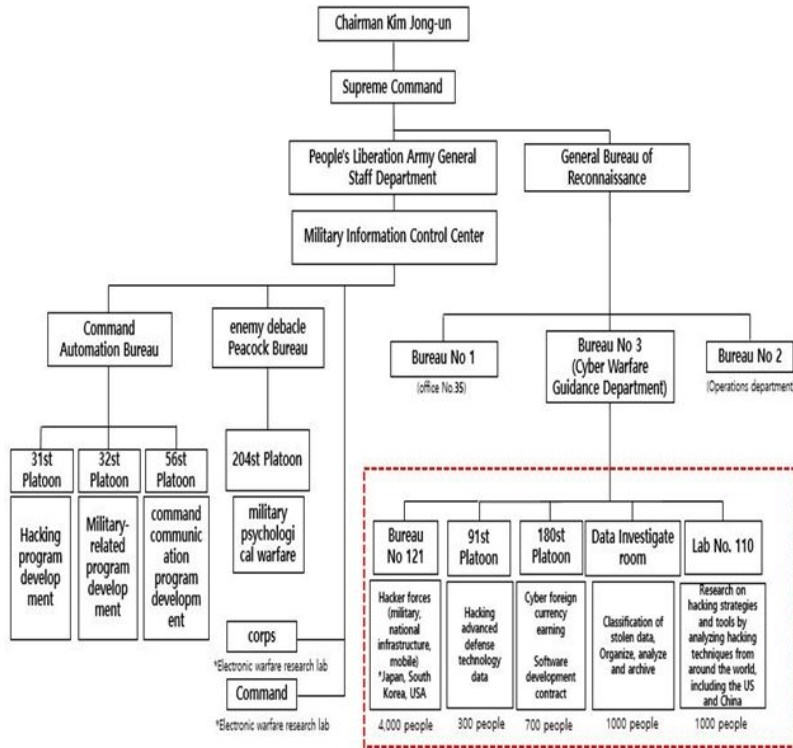 Chairman Kim Jong-un
Supreme Command
People's Liberation Army General
Staff Department
General Bureau of
Reconnaissance
Military Information Control Center
Command
Automation Bureau
enemy debacle
Peacock Bureau
Bureau No 1
(office No.35)
Bureau No 3
(Cyber Warfare
Guidance Department)
Bureau No 2
(Operations department)
31st
Platoon
32st
Platoon
56st
Platoon
204st Platoon
Hacking
program
develop
ment
Military-
related
program
develop
ment
command
communic
ation
program
developm
ent
military
psychologi
cal warfare
corps
*Electronic warfare research lab
Command
*Electronic warfare research lab
Bureau
No 121
91st
Platoon
180st
Platoon
Data Investigate
room
Lab No. 110
Hacker forces
(military,
national
infrastructure,
mobile)
*Japan, South
Korea, USA
Hacking
advanced
defense
technology
data
Cyber foreign
currency
earning
Software
development
contract
Classification of
stolen data,
Organize, analyze
and archive
Research on
hacking strategies
and tools by
analyzing hacking
techniques from
around the world,
including the US
and China
4,000 people
300 people
700 people
1000 people
1000 people